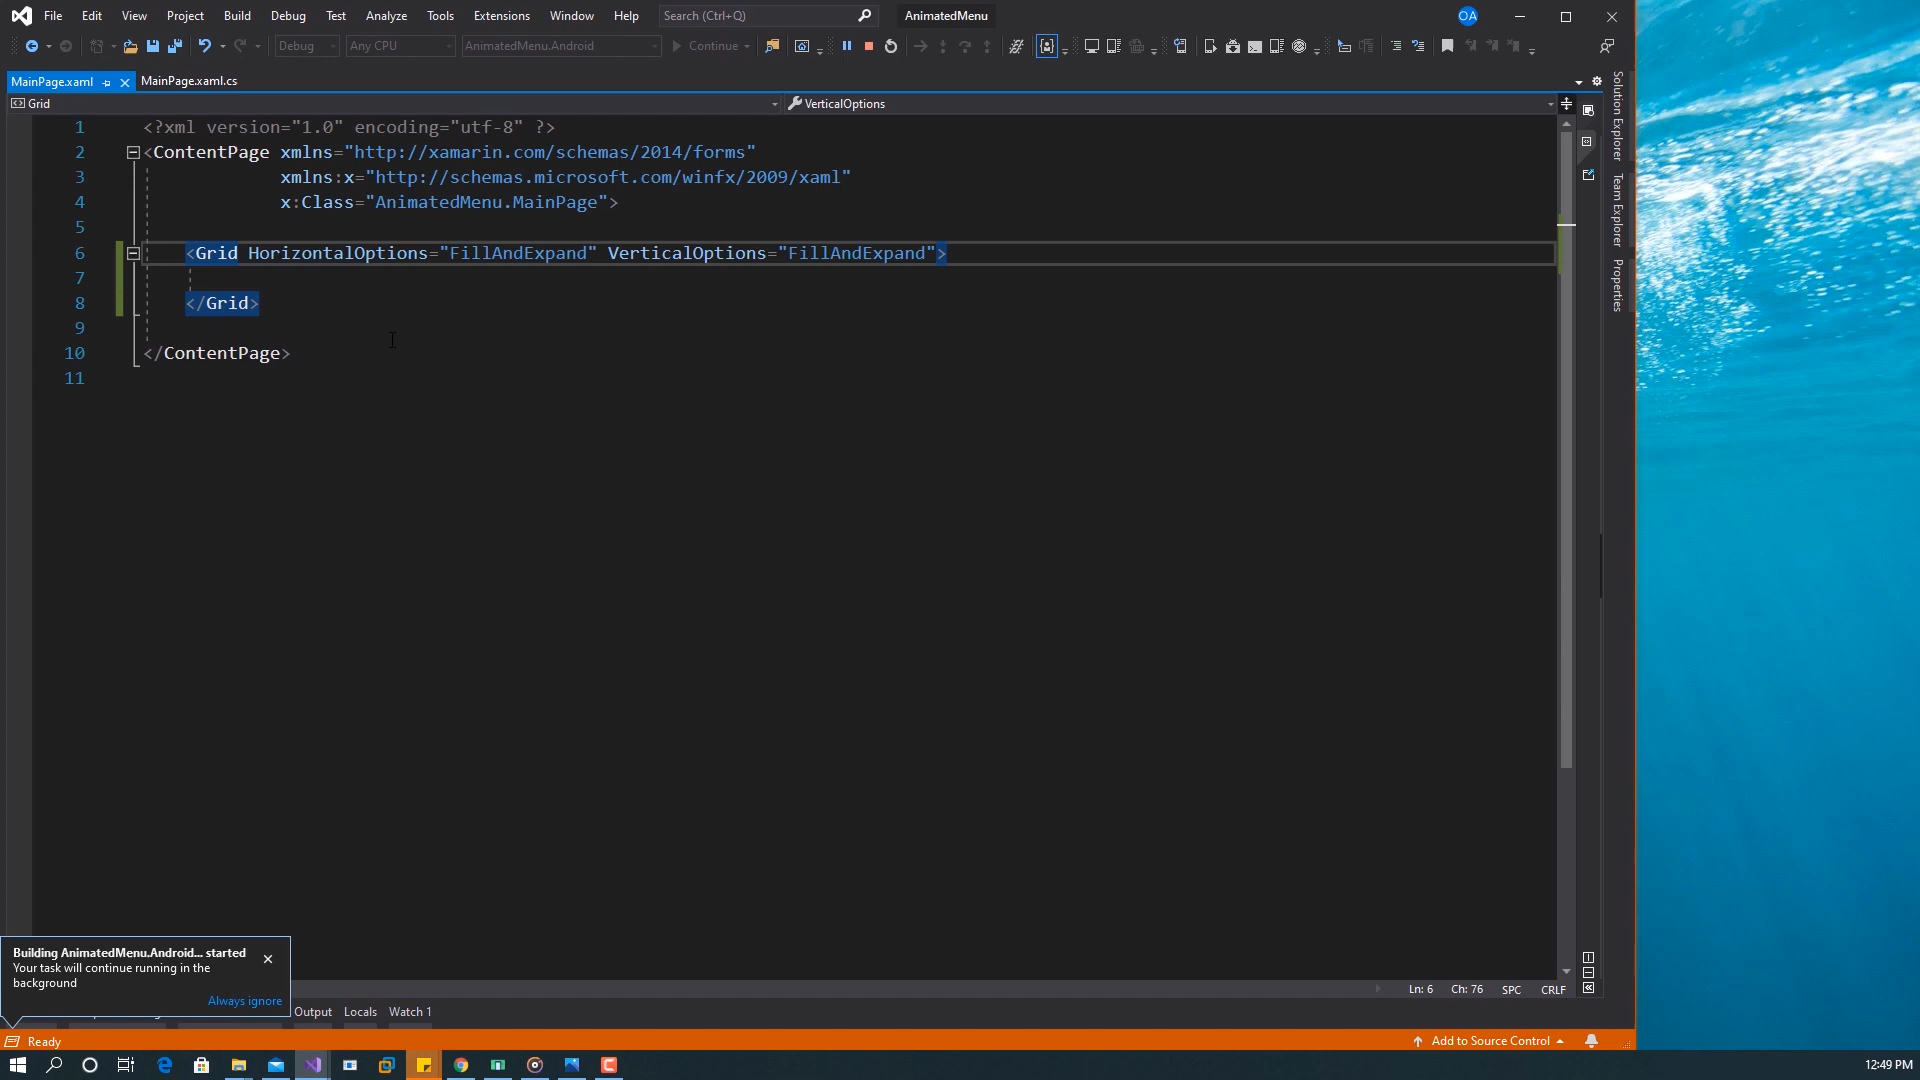 File Edit View Project Build Debug Test Analyze Tools Extensions Window Help Search (Ctrl+Q) AnimatedMenu OA
Debug Any CPU AnimatedMenu.Android Continue
MainPage.xaml MainPage.xaml.cs
Grid VerticalOptions
1 <?xml version="1.0" encoding="utf-8" ?>
2 <ContentPage xmlns="http://xamarin.com/schemas/2014/forms"
3 xmlns:x="http://schemas.microsoft.com/winfx/2009/xaml"
4 x:Class="AnimatedMenu.MainPage">
5
6 <Grid HorizontalOptions="FillAndExpand" VerticalOptions="FillAndExpand">
7
8 </Grid>
9
10 </ContentPage>
11
Solution Explorer
Team Explorer
Properties
Building AnimatedMenu.Android... started
Your task will continue running in the
background
Always ignore
Ln: 6 Ch: 76 SPC CRLF
Output Locals Watch 1
Ready Add to Source Control
12:49 PM